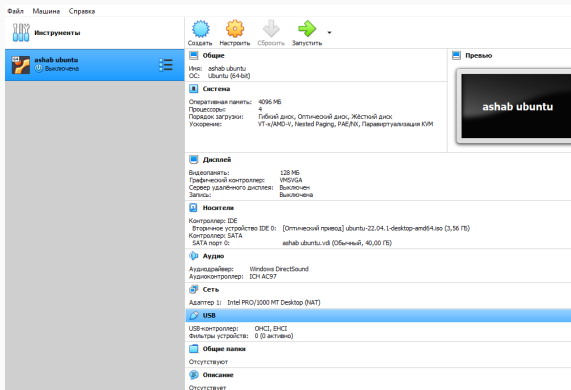 Файл Машина Справка
Инструменты
Создать Настроить Сбросить Запустить
ashab ubuntu
Выключена
Общие
Имя: ashab ubuntu
ОС: Ubuntu (64-bit)
Превью
ashab ubuntu
Система
Оперативная память: 4096 МБ
Процессоры: 4
Порядок загрузки: Гибкий диск, Оптический диск, Жёсткий диск
Ускорение: VT-x/AMD-V, Nested Paging, PAE/NX, Паравиртуализация KVM
Дисплей
Видеопамять: 128 МБ
Графический контроллер: VMSVGA
Сервер удалённого дисплея: Выключен
Запись: Выключена
Носители
Контроллер: IDE
Вторичное устройство IDE 0: [Оптический привод] ubuntu-22.04.1-desktop-amd64.iso (3,56 ГБ)
Контроллер: SATA
SATA порт 0: ashab ubuntu.vdi (Обычный, 40,00 ГБ)
Аудио
Аудиодрайвер: Windows DirectSound
Аудиоконтроллер: ICH AC97
Сеть
Адаптер 1: Intel PRO/1000 MT Desktop (NAT)
USB
USB-контроллер: OHCI, EHCI
Фильтры устройств: 0 (0 активно)
Общие папки
Отсутствуют
Описание
Отсутствует